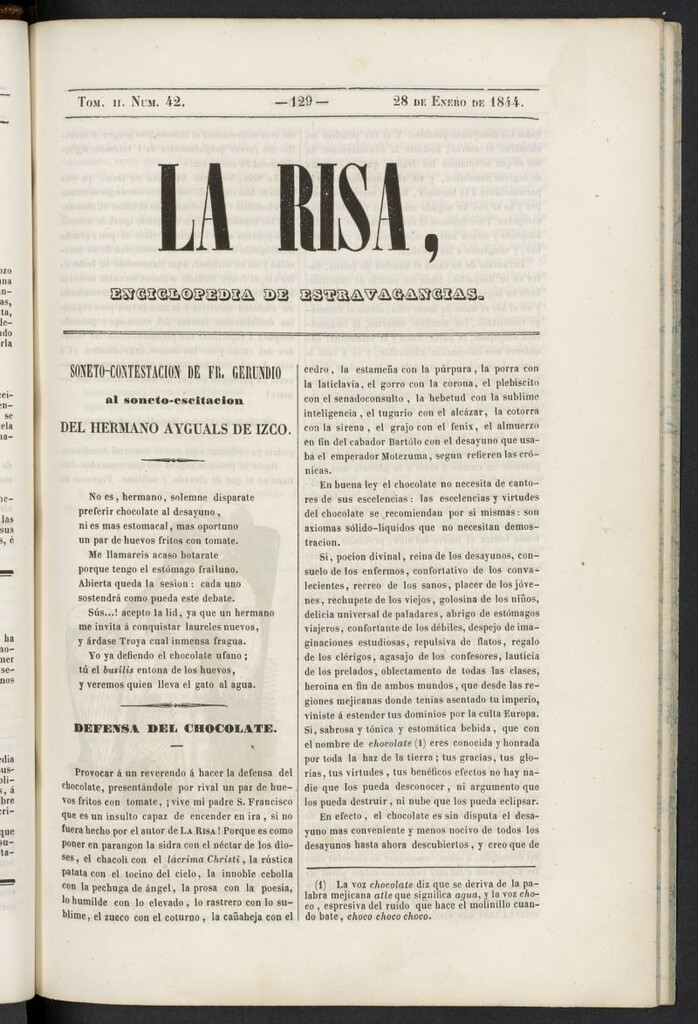 Tom. II. Num. 42.
—129—
28 de Enero de 1844.
LA RISA,
ENCICLOPEDIA DE ESTRAVAGANCIAS.
SONETO-CONTESTACION DE FR. GERUNDIO
al soneto-escitacion
DEL HERMANO AYGUALS DE IZCO.
No es, hermano, solemne disparate
preferir chocolate al desayuno,
ni es mas estomacal, mas oportuno
un par de huevos fritos con tomate.
Me llamareis acaso botarate
porque tengo el estómago frailuno.
Abierta queda la sesion: cada uno
sostendrá como pueda este debate.
Sús...! acepto la lid, ya que un hermano
me invita á conquistar laureles nuevos,
y árdase Troya cual inmensa fragua.
Yo ya defiendo el chocolate ufano;
tú el busilis entona de los huevos,
y veremos quien lleva el gato al agua.
DEFENSA DEL CHOCOLATE.
Provocar á un reverendo á hacer la defensa del
chocolate, presentándole por rival un par de hue-
vos fritos con tomate, ¡vive mi padre S. Francisco
que es un insulto capaz de encender en ira, si no
fuera hecho por el autor de LA RISA! Porque es como
poner en parangon la sidra con el néctar de los dio-
ses, el chacolí con el lácrima Christi, la rústica
patata con el tocino del cielo, la innoble cebolla
con la pechuga de ángel, la prosa con la poesía,
lo humilde con lo elevado, lo rastrero con lo su-
blime, el zueco con el coturno, la cañaheja con el
cedro, la estameña con la púrpura, la porra con
la laticlavia, el gorro con la corona, el plebiscito
con el senadoconsulto, la hebetud con la sublime
inteligencia, el tugurio con el alcázar, la cotorra
con la sirena, el grajo con el fenix, el almuerzo
en fin del cabador Bartólo con el desayuno que usa-
ba el emperador Motezuma, segun refieren las cró-
nicas.
En buena ley el chocolate no necesita de canto-
res de sus escelencias: las escelencias y virtudes
del chocolate se recomiendan por sí mismas: son
axiomas sólido-líquidos que no necesitan demos-
tracion.
Si, pocion divinal, reina de los desayunos, con-
suelo de los enfermos, confortativo de los conva-
lecientes, recreo de los sanos, placer de los jóve-
nes, rechupete de los viejos, golosina de los niños,
delicia universal de paladares, abrigo de estómagos
viajeros, confortante de los débiles, despejo de ima-
ginaciones estudiosas, repulsiva de flatos, regalo
de los clérigos, agasajo de los confesores, lauticia
de los prelados, oblectamento de todas las clases,
heroina en fin de ambos mundos, que desde las re-
giones mejicanas donde tenias asentado tu imperio,
viniste á estender tus dominios por la culta Europa.
Si, sabrosa y tónica y estomática bebida, que con
el nombre de chocolate (1) eres conocida y honrada
por toda la haz de la tierra; tus gracias, tus glo-
rias, tus virtudes, tus benéficos efectos no hay na-
die que los pueda desconocer, ni argumento que
los pueda destruir, ni nube que los pueda eclipsar.
En efecto, el chocolate es sin disputa el desa-
yuno mas conveniente y menos nocivo de todos los
desayunos hasta ahora descubiertos, y creo que de
(1) La voz chocolate diz que se deriva de la pa-
labra mejicana atle que significa agua, y la voz cho-
co, espresiva del ruido que hace el molinillo cuan-
do bate, choco choco choco.